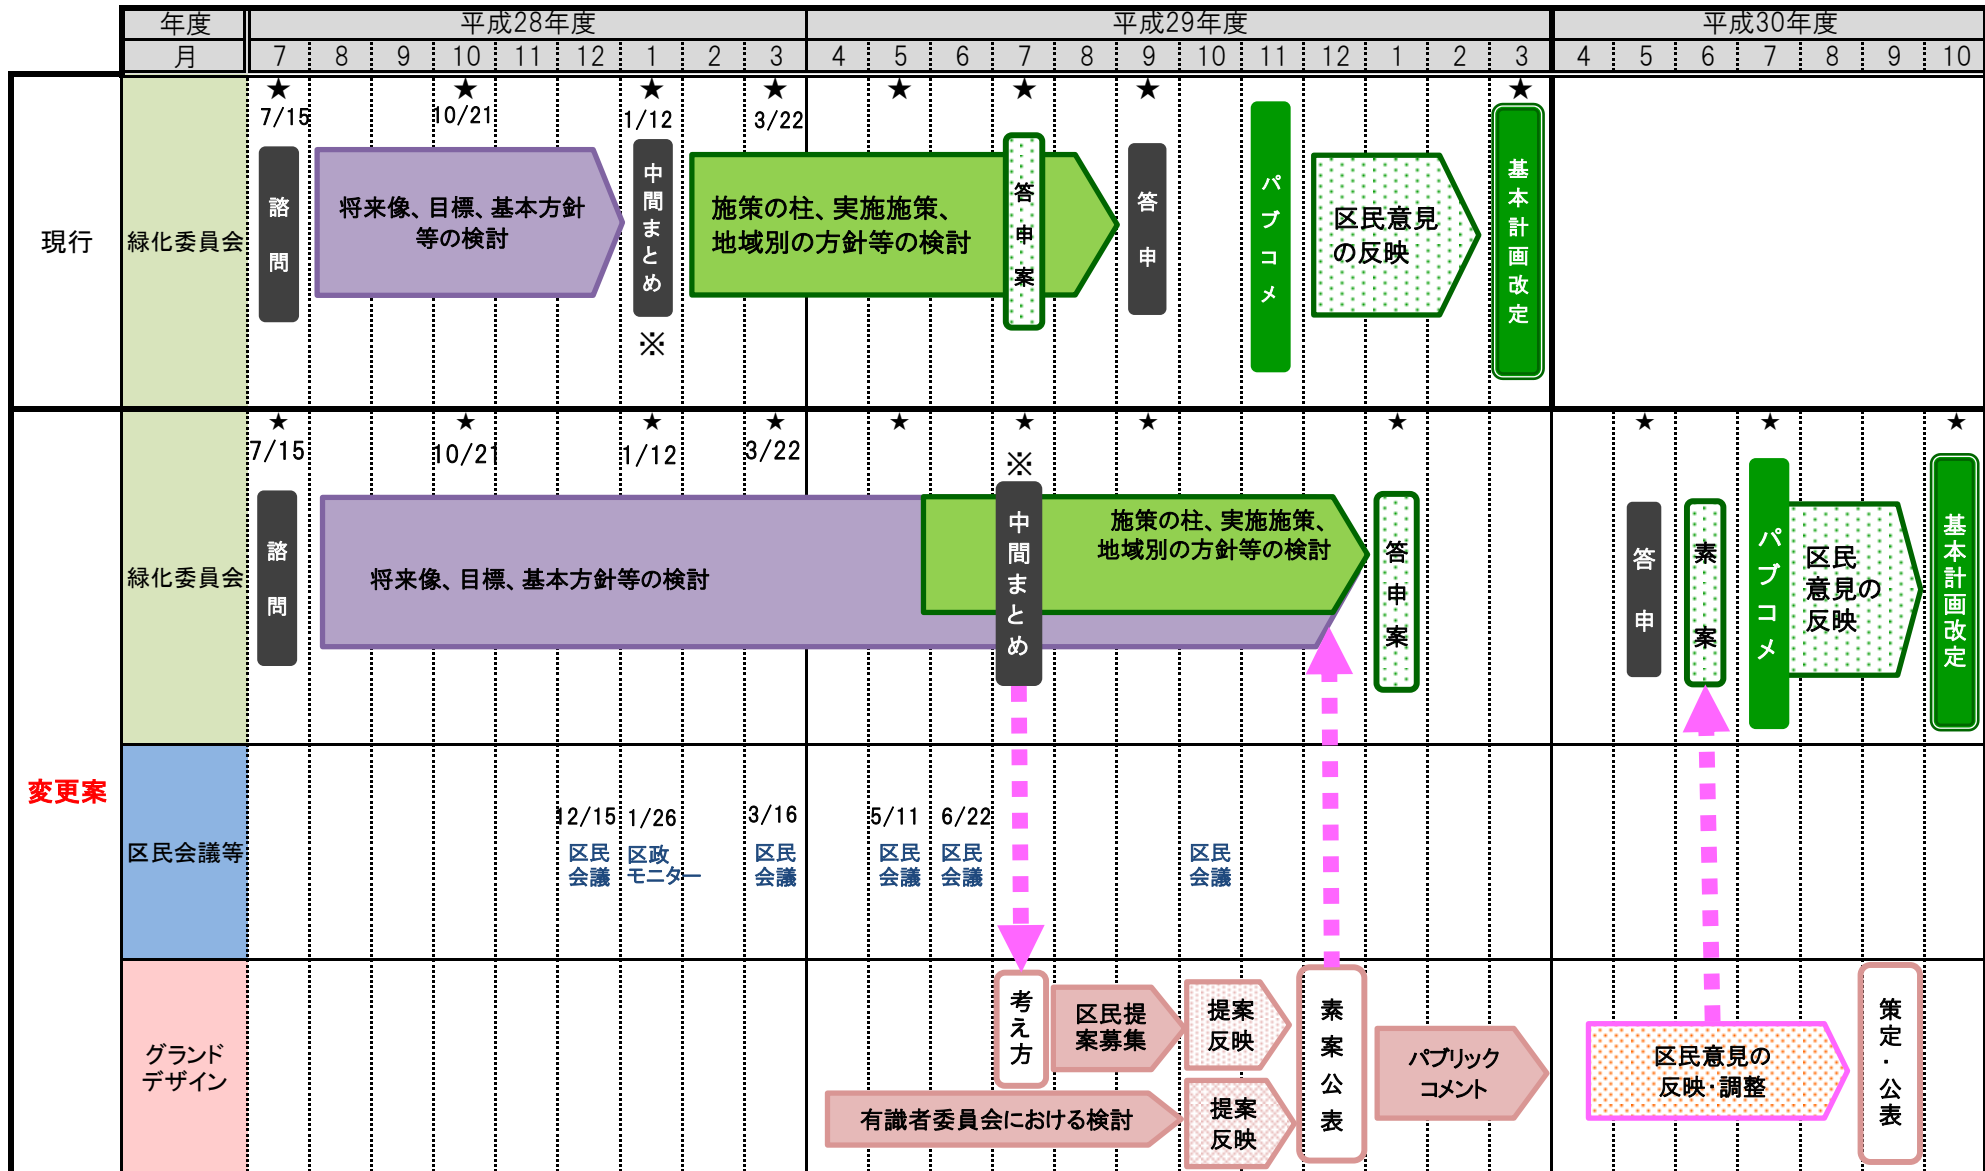 年度 平成28年度 平成29年度 平成30年度
月 7 8 9 10 11 12 1 2 3 4 5 6 7 8 9 10 11 12 1 2 3 4 5 6 7 8 9 10
現行
緑化委員会
★ ★ ★ ★ ★ ★ ★ ★
7/15 10/21 1/12 3/22
諮問
将来像、目標、基本方針
等の検討
中間まとめ
※
施策の柱、実施施策、
地域別の方針等の検討
答申案
答申
パブコメ
区民意見
の反映
基本計画改定
変更案
緑化委員会
★ ★ ★ ★ ★ ★ ★ ★ ★ ★ ★
7/15 10/21 1/12 3/22
諮問
将来像、目標、基本方針等の検討
※
中間まとめ
施策の柱、実施施策、
地域別の方針等の検討
答申案
答申
素案
パブコメ
区民
意見の
反映
基本計画改定
区民会議等
12/15 1/26 3/16 5/11 6/22
区民
会議
区政
モニター
区民
会議
区民
会議
区民
会議
区民
会議
グランド
デザイン
考え方
区民提
案募集
提案
反映
有識者委員会における検討
提案
反映
素案公表
パブリック
コメント
区民意見の
反映・調整
策定・公表